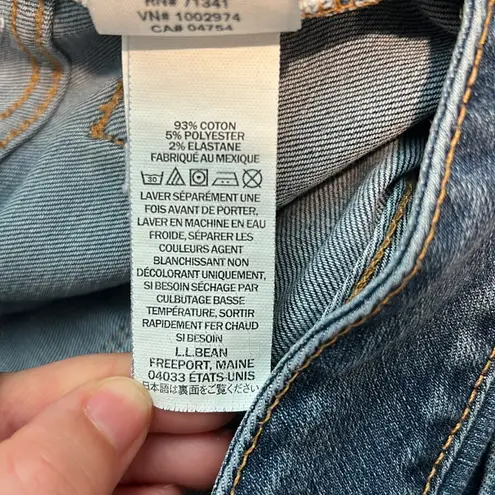 RN# 71341
VN# 1002974
CA# 04754
93% COTON
5% POLYESTER
2% ELASTANE
FABRIQUÉ AU MEXIQUE
30
LAVER SÉPARÉMENT UNE
FOIS AVANT DE PORTER,
LAVER EN MACHINE EN EAU
FROIDE, SÉPARER LES
COULEURS AGENT
BLANCHISSANT NON
DÉCOLORANT UNIQUEMENT,
SI BESOIN SÉCHAGE PAR
CULBUTAGE BASSE
TEMPÉRATURE, SORTIR
RAPIDEMENT FER CHAUD
SI BESOIN
L.L.BEAN
FREEPORT, MAINE
04033 ÉTATS-UNIS
日本語は裏面をご覧ください